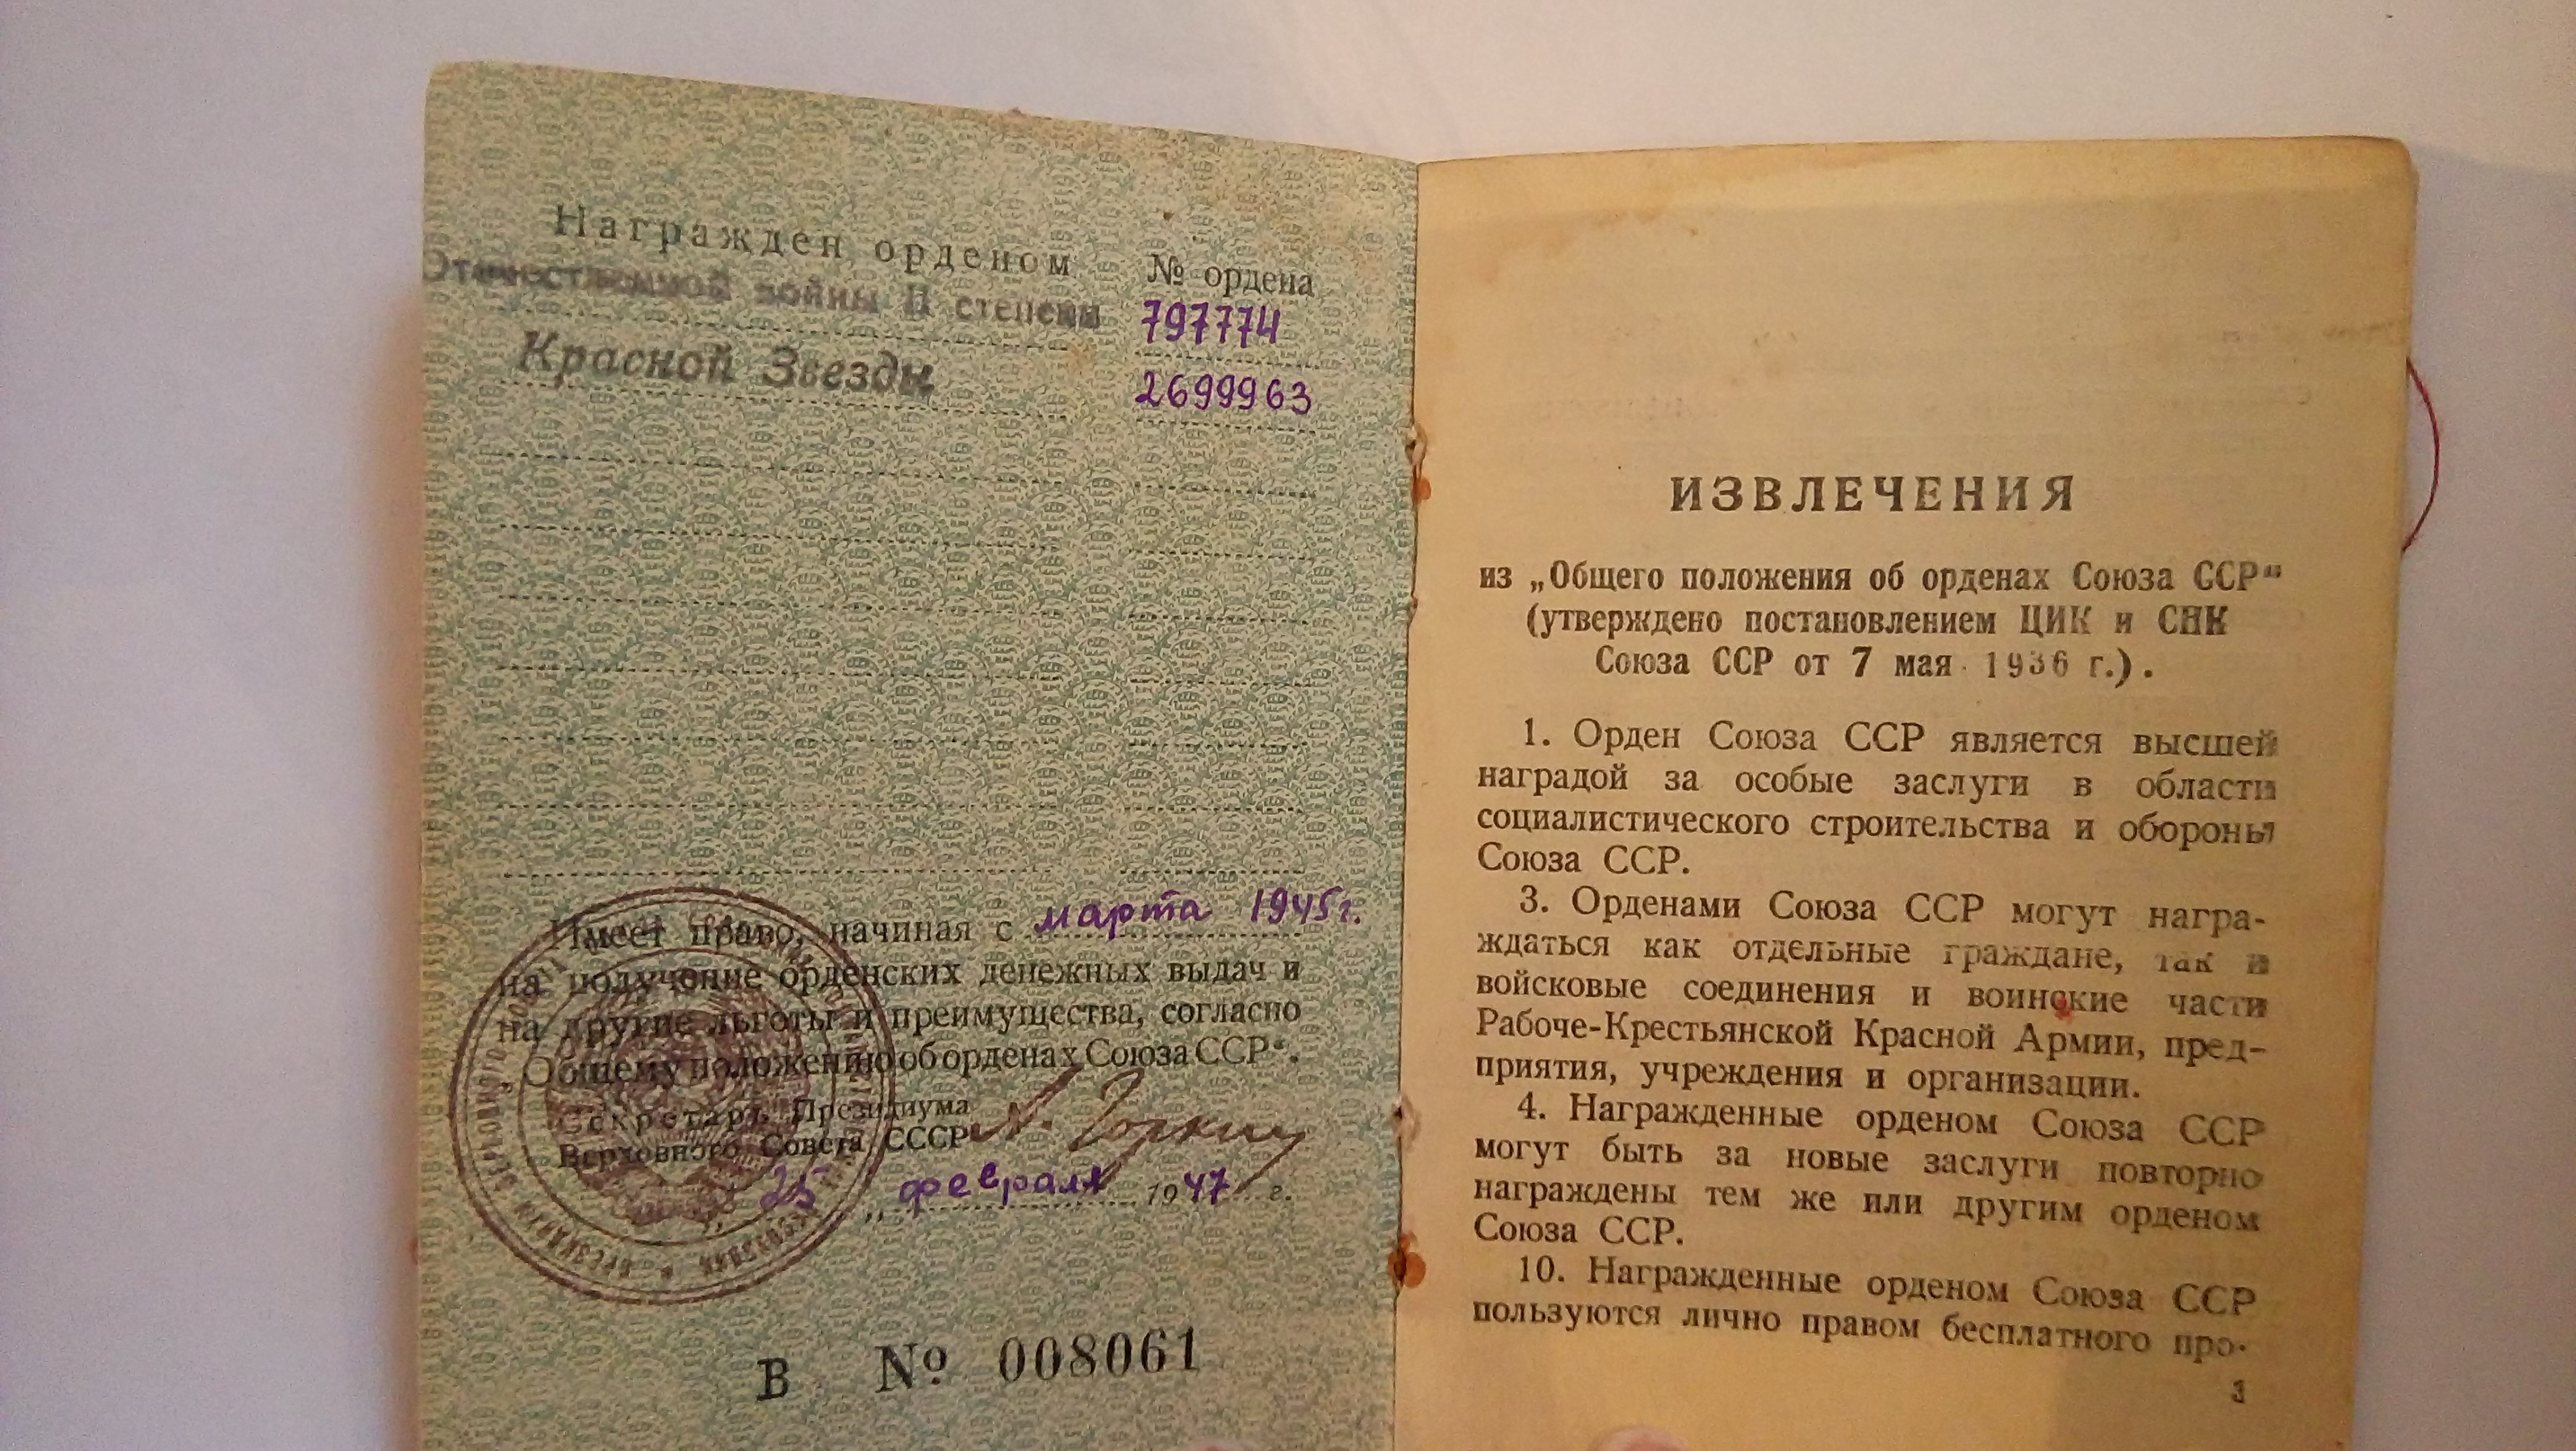 Награжден орденом
№ ордена
Отечественной войны II степени
797774
Красной Звезды
2699963
Имеет право, начиная с марта 1945 г.
на получение орденских денежных выдач и
на другие льготы и преимущества, согласно
„Общему положению об орденах Союза ССР“.
Секретарь Президиума
Верховного Совета СССР А. Горкин
25 „ февраля 1947 г.
В № 008061
ИЗВЛЕЧЕНИЯ
из „Общего положения об орденах Союза ССР“
(утверждено постановлением ЦИК и СНК
Союза ССР от 7 мая 1936 г.).
1. Орден Союза ССР является высшей
наградой за особые заслуги в области
социалистического строительства и обороны
Союза ССР.
3. Орденами Союза ССР могут награ-
ждаться как отдельные граждане, так и
войсковые соединения и воинские части
Рабоче-Крестьянской Красной Армии, пред-
приятия, учреждения и организации.
4. Награжденные орденом Союза ССР
могут быть за новые заслуги повторно
награждены тем же или другим орденом
Союза ССР.
10. Награжденные орденом Союза ССР
пользуются лично правом бесплатного про-
3